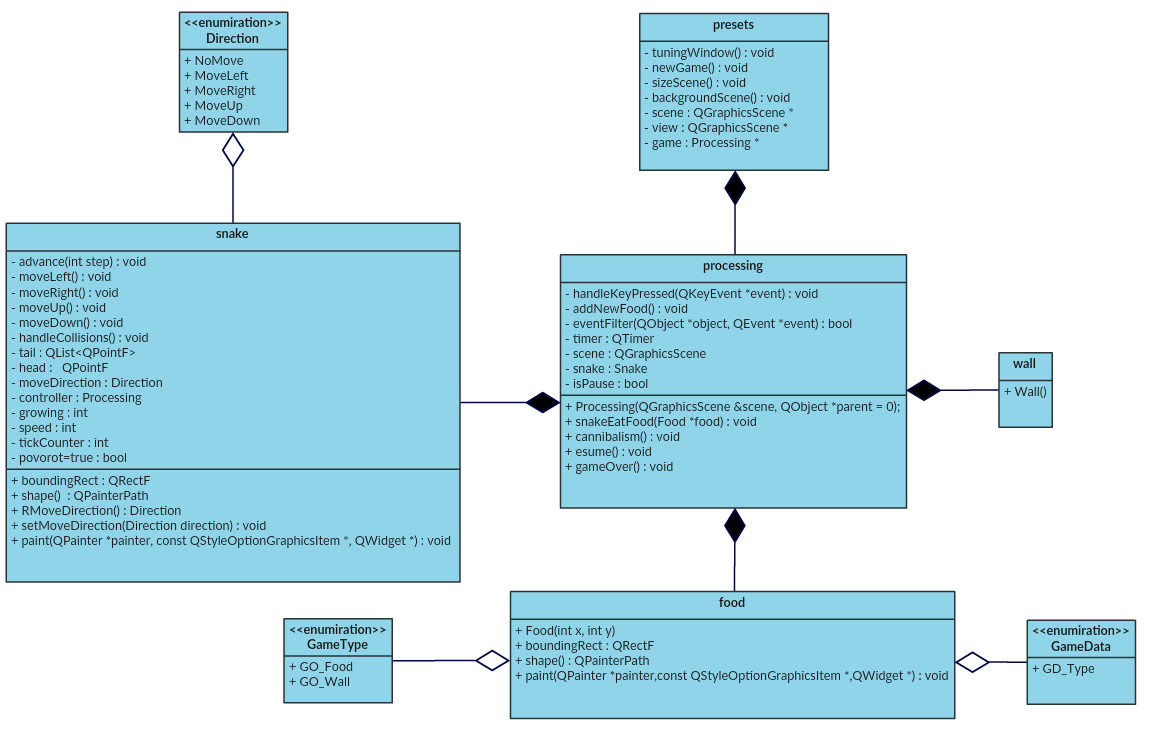 <<enumiration>>
Direction
+ NoMove
+ MoveLeft
+ MoveRight
+ MoveUp
+ MoveDown
presets
- tuningWindow() : void
- newGame() : void
- sizeScene() : void
- backgroundScene() : void
- scene : QGraphicsScene *
- view : QGraphicsScene *
- game : Processing *
snake
- advance(int step) : void
- moveLeft() : void
- moveRight() : void
- moveUp() : void
- moveDown() : void
- handleCollisions() : void
- tail : QList<QPointF>
- head :   QPointF
- moveDirection : Direction
- controller : Processing
- growing : int
- speed : int
- tickCounter : int
- povorot=true : bool
+ boundingRect : QRectF
+ shape()  : QPainterPath
+ RMoveDirection() : Direction
+ setMoveDirection(Direction direction) : void
+ paint(QPainter *painter, const QStyleOptionGraphicsItem *, QWidget *) : void
processing
- handleKeyPressed(QKeyEvent *event) : void
- addNewFood() : void
- eventFilter(QObject *object, QEvent *event) : bool
- timer : QTimer
- scene : QGraphicsScene
- snake : Snake
- isPause : bool
+ Processing(QGraphicsScene &scene, QObject *parent = 0);
+ snakeEatFood(Food *food) : void
+ cannibalism() : void
+ esume() : void
+ gameOver() : void
wall
+ Wall()
food
+ Food(int x, int y)
+ boundingRect : QRectF
+ shape() : QPainterPath
+ paint(QPainter *painter,const QStyleOptionGraphicsItem *,QWidget *) : void
<<enumiration>>
GameType
+ GO_Food
+ GO_Wall
<<enumiration>>
GameData
+ GD_Type